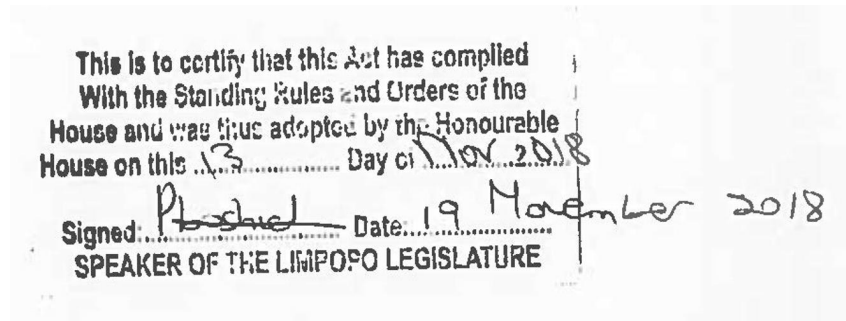 This is to certify that this Act has complied
With the Standing Rules and Orders of the
House and was thus adopted by the Honourable
House on this ..13............... Day of Nov 2018
Signed:.................... Date:..19 November 2018
SPEAKER OF THE LIMPOPO LEGISLATURE